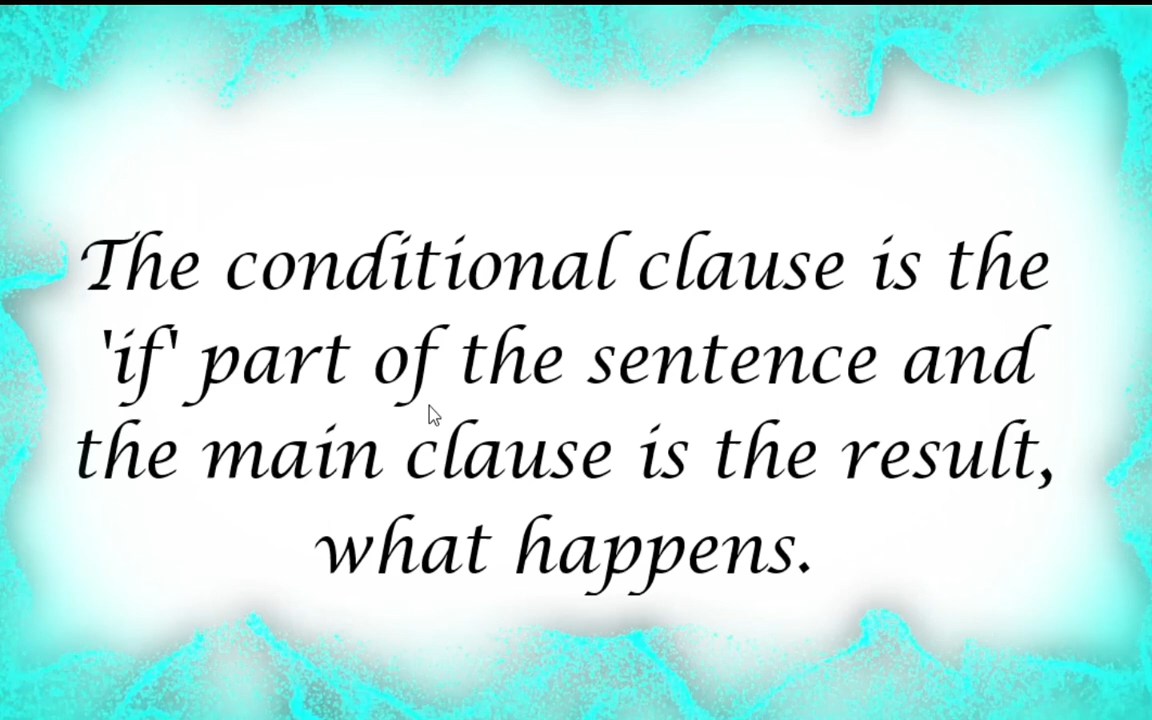 The conditional clause is the
'if' part of the sentence and
the main clause is the result,
what happens.